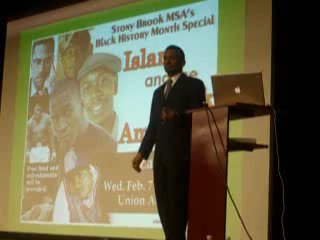 Stony Brook MSA's
Black History Month Special
Islam
and the
Am
Free food and
refreshments
will be
provided.
Wed. Feb. 7
Union A